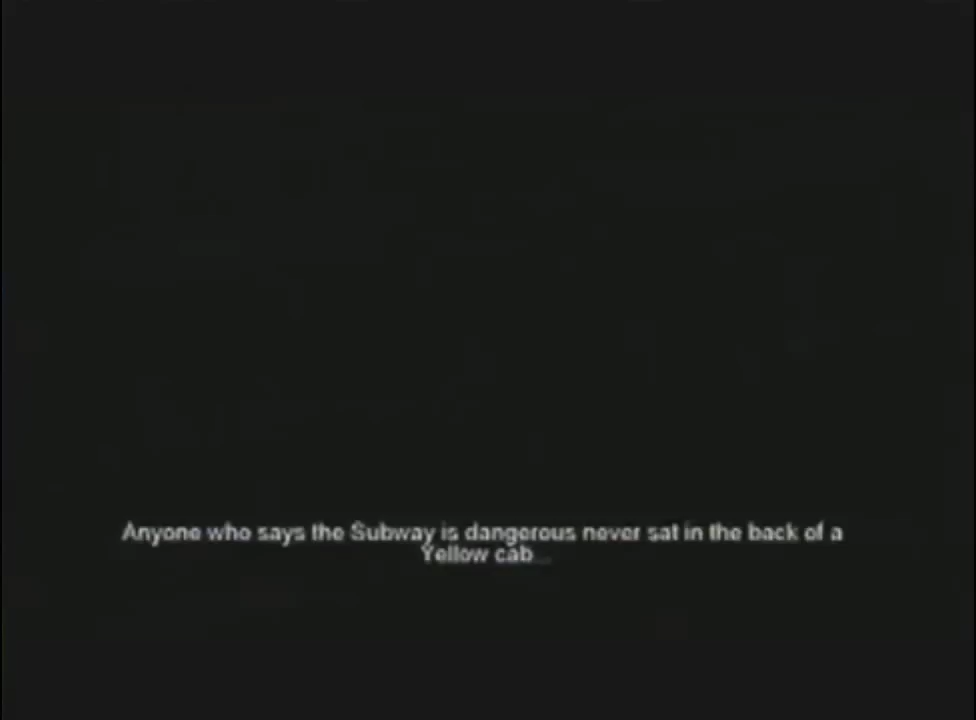 Anyone who says the Subway is dangerous never sat in the back of a
Yellow cab...